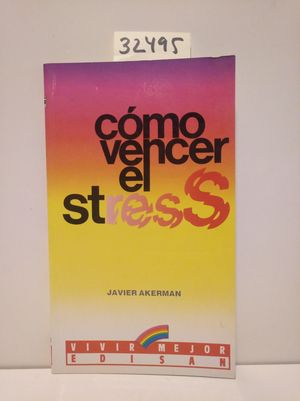 32495
cómo
vencer
el
stresS
JAVIER AKERMAN
VIVIR MEJOR
EDISAN